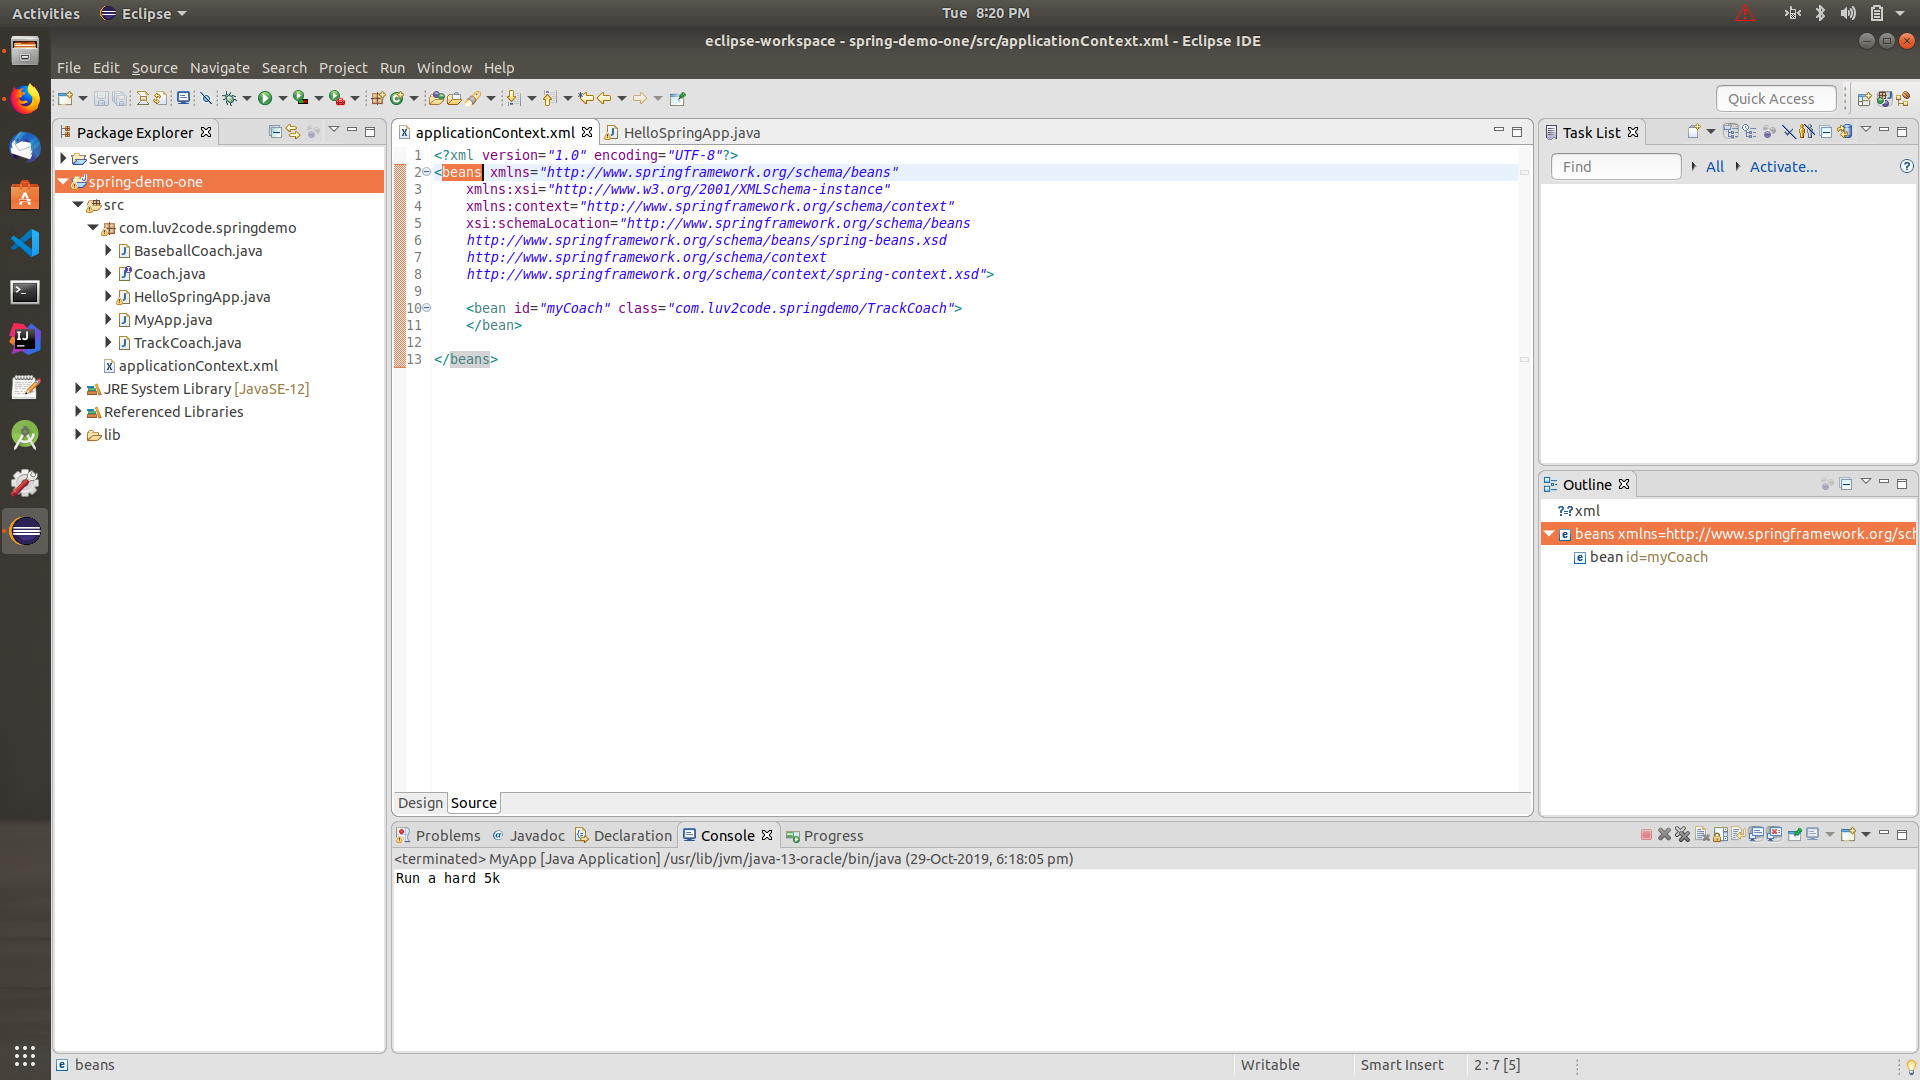 Activities Eclipse Tue 8:20 PM
eclipse-workspace - spring-demo-one/src/applicationContext.xml - Eclipse IDE
File Edit Source Navigate Search Project Run Window Help
Quick Access
Package Explorer
Servers
spring-demo-one
src
com.luv2code.springdemo
BaseballCoach.java
Coach.java
HelloSpringApp.java
MyApp.java
TrackCoach.java
applicationContext.xml
JRE System Library [JavaSE-12]
Referenced Libraries
lib
applicationContext.xml HelloSpringApp.java
1 <?xml version="1.0" encoding="UTF-8"?>
2 <beans xmlns="http://www.springframework.org/schema/beans"
3 xmlns:xsi="http://www.w3.org/2001/XMLSchema-instance"
4 xmlns:context="http://www.springframework.org/schema/context"
5 xsi:schemaLocation="http://www.springframework.org/schema/beans
6 http://www.springframework.org/schema/beans/spring-beans.xsd
7 http://www.springframework.org/schema/context
8 http://www.springframework.org/schema/context/spring-context.xsd">
9
10 <bean id="myCoach" class="com.luv2code.springdemo/TrackCoach">
11 </bean>
12
13 </beans>
Design Source
Task List
Find All Activate...
Outline
?=? xml
beans xmlns=http://www.springframework.org/sch
bean id=myCoach
Problems Javadoc Declaration Console Progress
<terminated> MyApp [Java Application] /usr/lib/jvm/java-13-oracle/bin/java (29-Oct-2019, 6:18:05 pm)
Run a hard 5k
beans Writable Smart Insert 2 : 7 [5]